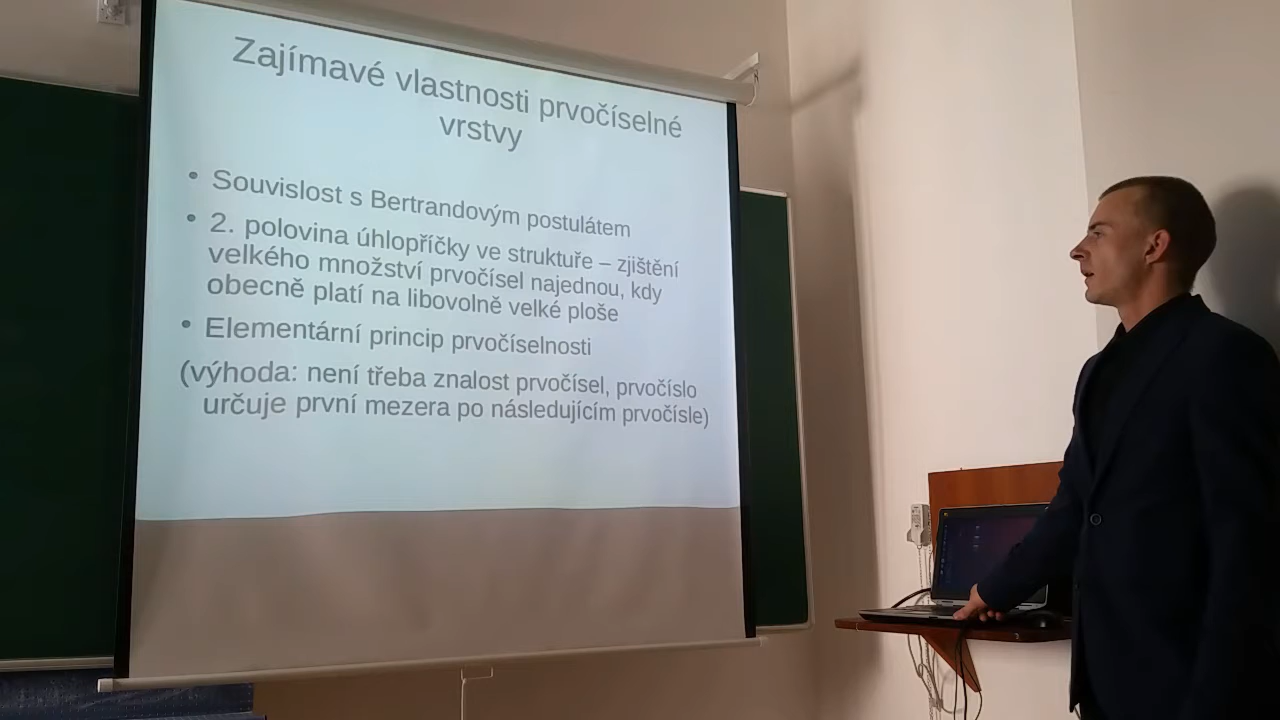 Zajímavé vlastnosti prvočíselné
vrstvy
• Souvislost s Bertrandovým postulátem
• 2. polovina úhlopříčky ve struktuře – zjištění
velkého množství prvočísel najednou, kdy
obecně platí na libovolně velké ploše
• Elementární princip prvočíselnosti
(výhoda: není třeba znalost prvočísel, prvočíslo
určuje první mezera po následujícím prvočísle)